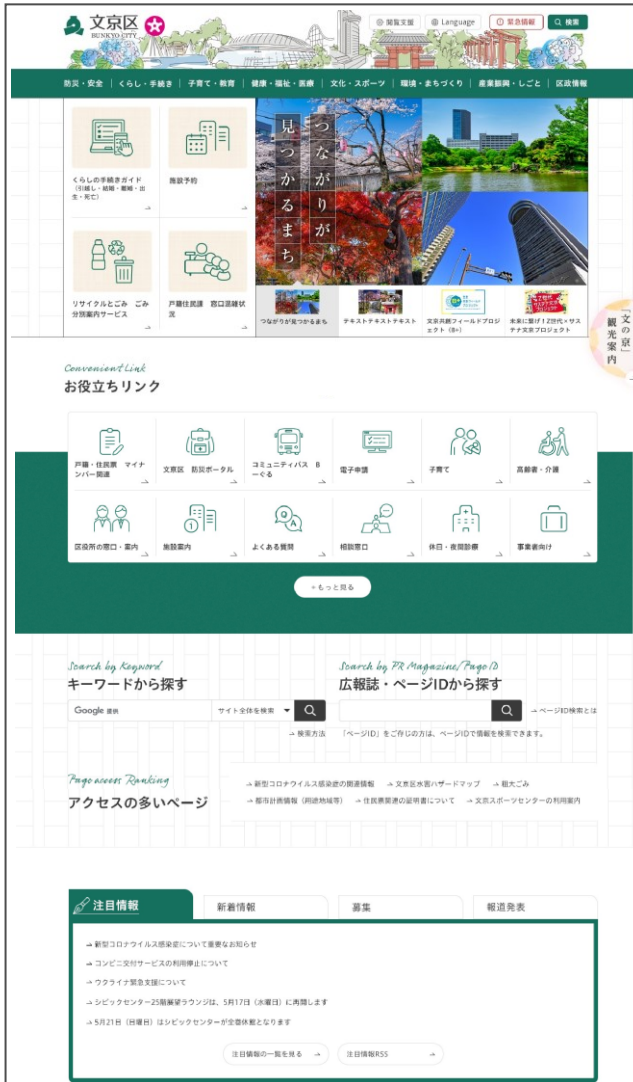 文京区
BUNKYO CITY
閲覧支援
Language
緊急情報
検索
防災・安全
くらし・手続き
子育て・教育
健康・福祉・医療
文化・スポーツ
環境・まちづくり
産業振興・しごと
区政情報
くらしの手続きガイド
(引越し・結婚・離婚・出
生・死亡)
施設予約
リサイクルとごみ ごみ
分別案内サービス
戸籍住民課 窓口混雑状
況
つながりが
見つかるまち
つながりが見つかるまち
テキストテキストテキスト
文京共創フィールドプロジ
ェクト(B+)
未来に繋げ!Z世代×サス
テナ文京プロジェクト
「文の京」
観光案内
Convenient Link
お役立ちリンク
戸籍・住民票 マイナ
ンバー関連
文京区 防災ポータル
コミュニティバス B
ーぐる
電子申請
子育て
高齢者・介護
区役所の窓口・案内
施設案内
よくある質問
相談窓口
休日・夜間診療
事業者向け
+もっと見る
Search by Keyword
キーワードから探す
Google 提供
サイト全体を検索
検索方法
Search by PR Magazine/Page ID
広報誌・ページIDから探す
ページID検索とは
「ページID」をご存じの方は、ページIDで情報を検索できます。
Page access Ranking
アクセスの多いページ
新型コロナウイルス感染症の関連情報
文京区水害ハザードマップ
粗大ごみ
都市計画情報(用途地域等)
住民票関連の証明書について
文京スポーツセンターの利用案内
注目情報
新着情報
募集
報道発表
新型コロナウイルス感染症について重要なお知らせ
コンビニ交付サービスの利用停止について
ウクライナ緊急支援について
シビックセンター25階展望ラウンジは、5月17日(水曜日)に再開します
5月21日(日曜日)はシビックセンターが全館休館となります
注目情報の一覧を見る
注目情報RSS